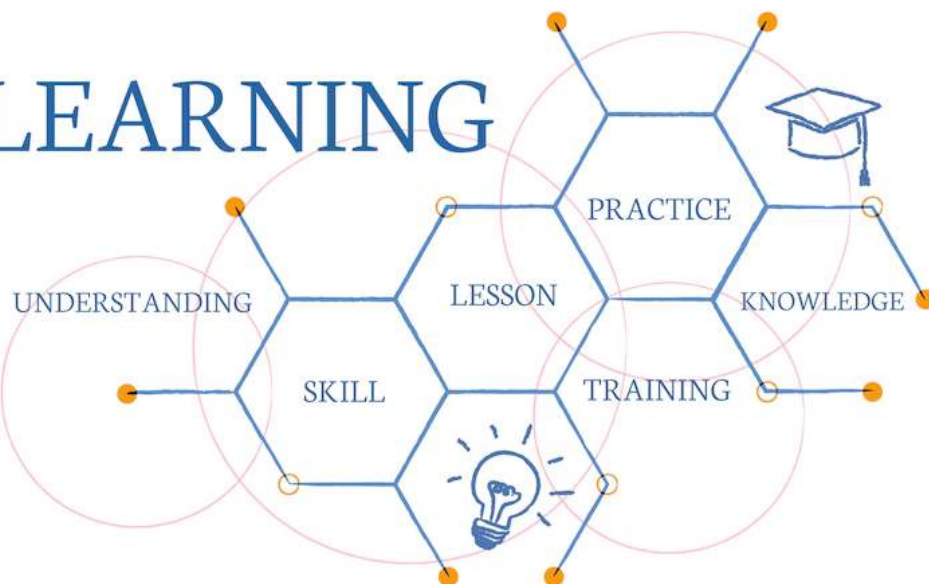 LEARNING
PRACTICE
UNDERSTANDING
LESSON
KNOWLEDGE
SKILL
TRAINING